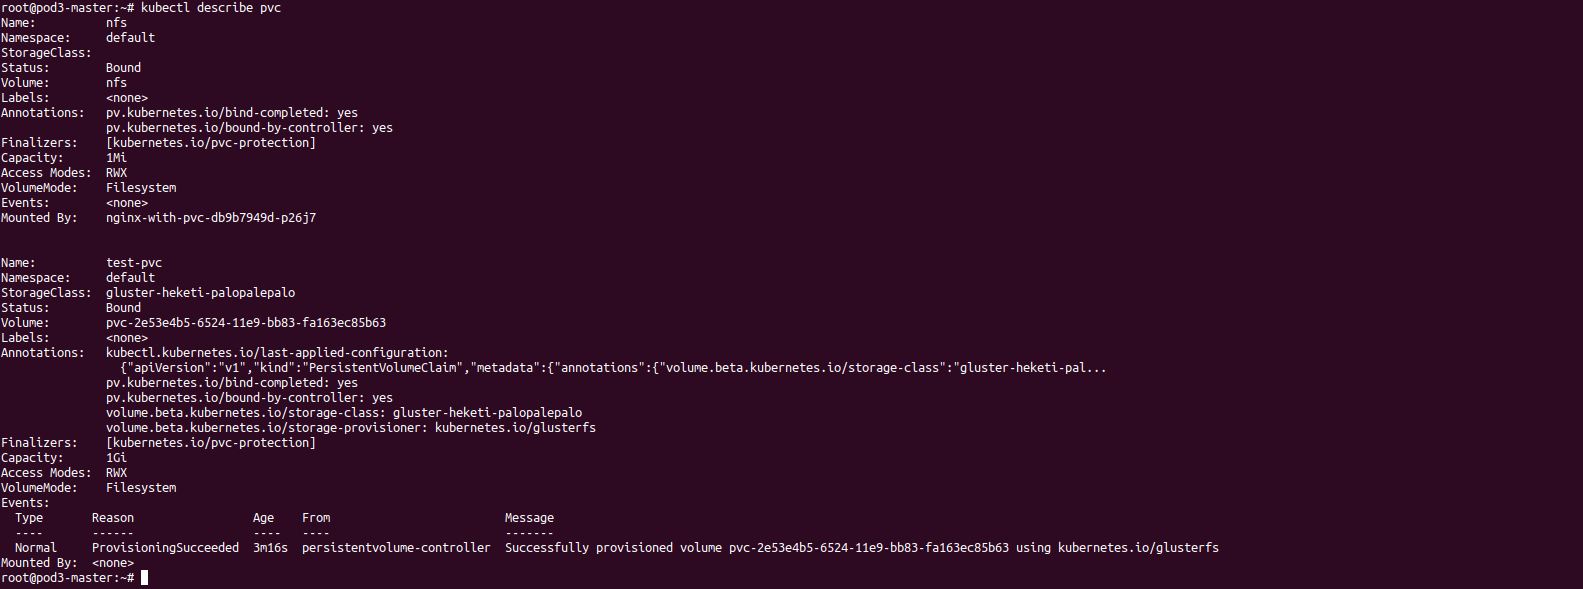 root@pod3-master:~# kubectl describe pvc
Name:          nfs
Namespace:     default
StorageClass:
Status:        Bound
Volume:        nfs
Labels:        <none>
Annotations:   pv.kubernetes.io/bind-completed: yes
               pv.kubernetes.io/bound-by-controller: yes
Finalizers:    [kubernetes.io/pvc-protection]
Capacity:      1Mi
Access Modes:  RWX
VolumeMode:    Filesystem
Events:        <none>
Mounted By:    nginx-with-pvc-db9b7949d-p26j7
Name:          test-pvc
Namespace:     default
StorageClass:  gluster-heketi-palopalepalo
Status:        Bound
Volume:        pvc-2e53e4b5-6524-11e9-bb83-fa163ec85b63
Labels:        <none>
Annotations:   kubectl.kubernetes.io/last-applied-configuration:
                 {"apiVersion":"v1","kind":"PersistentVolumeClaim","metadata":{"annotations":{"volume.beta.kubernetes.io/storage-class":"gluster-heketi-pal...
               pv.kubernetes.io/bind-completed: yes
               pv.kubernetes.io/bound-by-controller: yes
               volume.beta.kubernetes.io/storage-class: gluster-heketi-palopalepalo
               volume.beta.kubernetes.io/storage-provisioner: kubernetes.io/glusterfs
Finalizers:    [kubernetes.io/pvc-protection]
Capacity:      1Gi
Access Modes:  RWX
VolumeMode:    Filesystem
Events:
  Type       Reason                 Age    From                         Message
  ----       ------                 ----   ----                         -------
  Normal     ProvisioningSucceeded  3m16s  persistentvolume-controller  Successfully provisioned volume pvc-2e53e4b5-6524-11e9-bb83-fa163ec85b63 using kubernetes.io/glusterfs
Mounted By:  <none>
root@pod3-master:~#